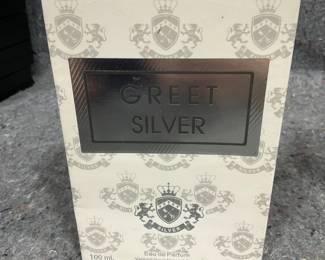 GREET
SILVER
SILVER
Eau de Parfum
100 mL